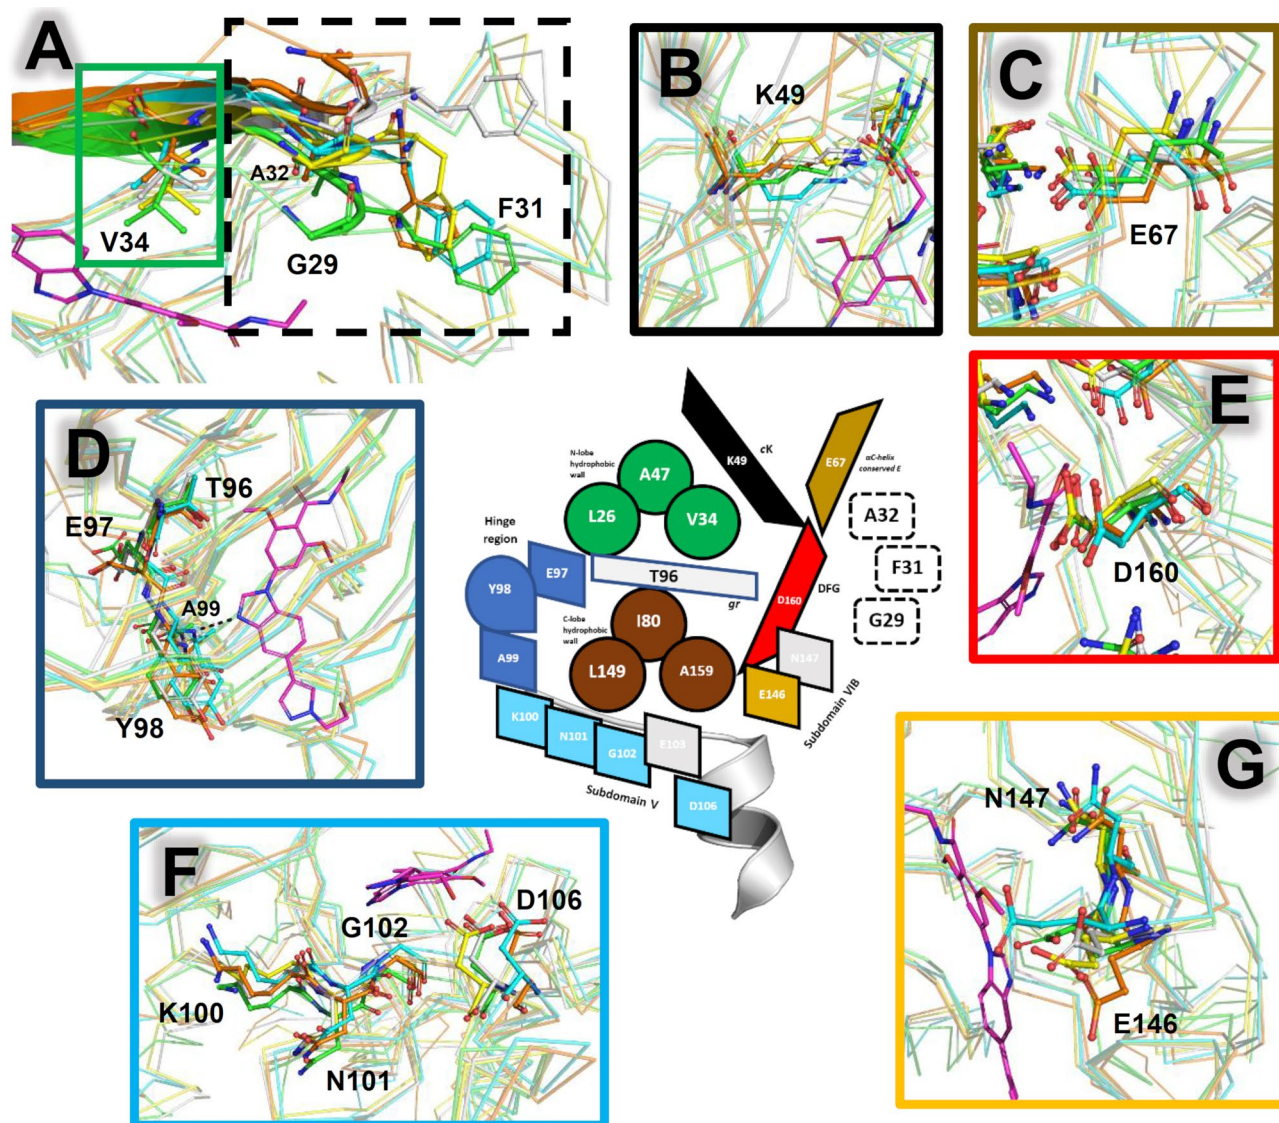 A
V34
A32
G29
F31
B
K49
C
E67
D
T96
E97
A99
Y98
E
D160
N-lobe
hydrophobic
wall
A47
L26
V34
K49
cK
E67
αC-helix
conserved E
A32
F31
G29
Hinge
region
Y98
E97
T96
gr
D160
DFG
C-lobe
hydrophobic
wall
I80
A99
L149
A159
N147
E146
Subdomain VIB
K100
N101
G102
E103
Subdomain V
D106
F
G102
D106
K100
N101
G
N147
E146